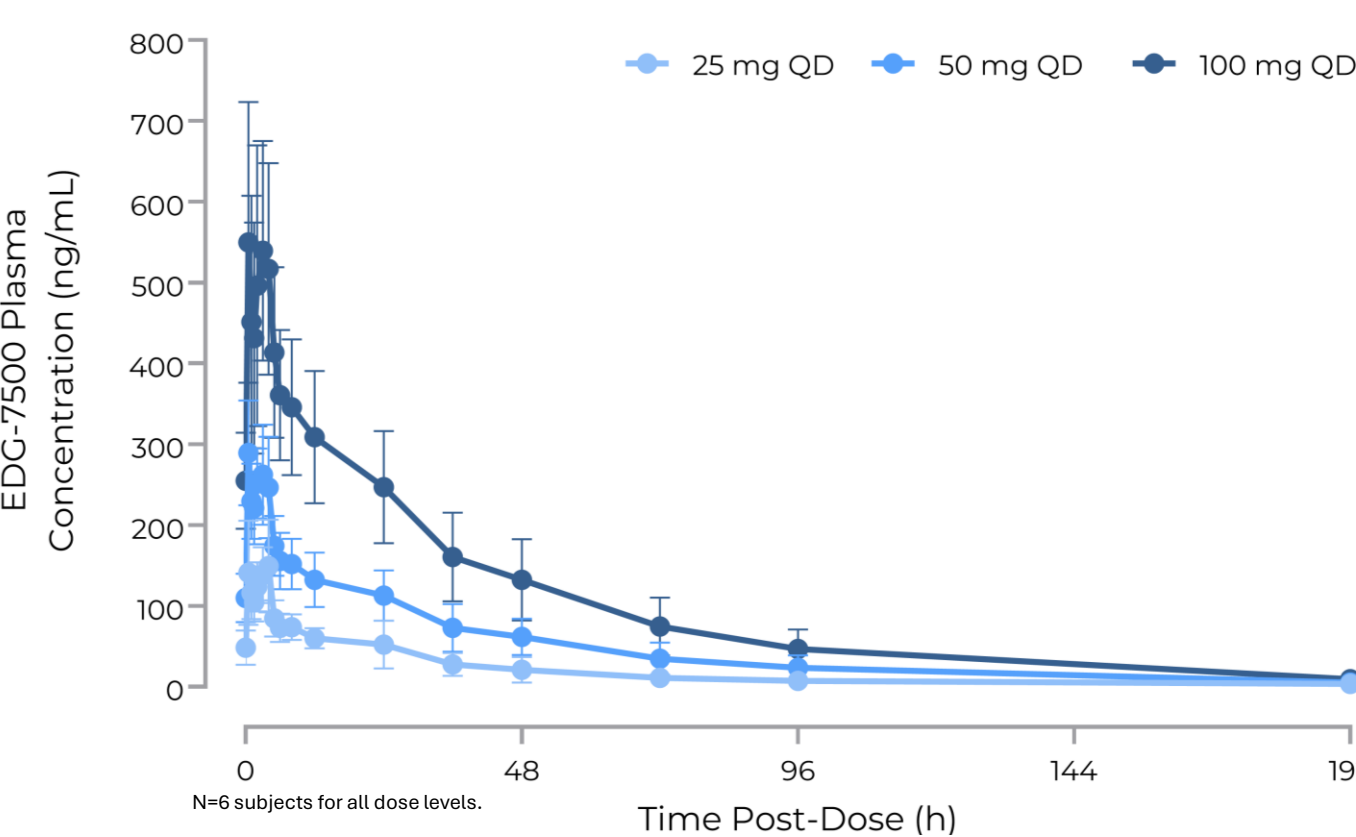 800
25 mg QD
50 mg QD
100 mg QD
700
600
500
400
300
200
100
0
EDG-7500 Plasma
Concentration (ng/mL)
0
48
96
144
19
N=6 subjects for all dose levels.
Time Post-Dose (h)